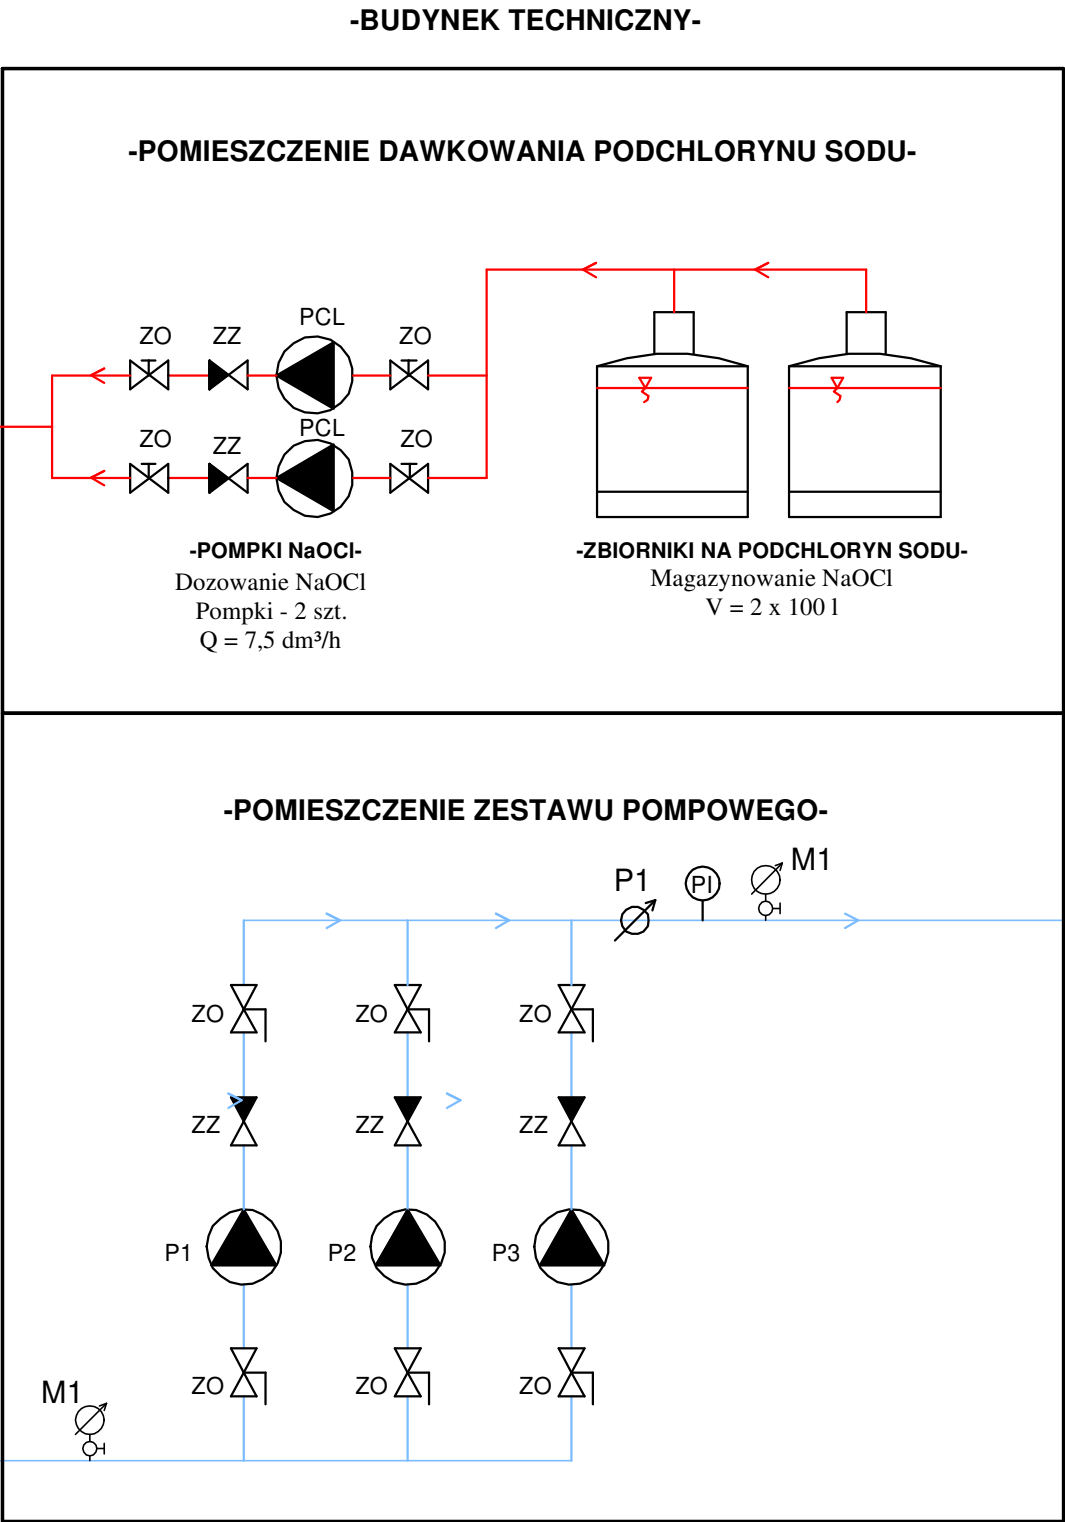 -BUDYNEK TECHNICZNY-
-POMIESZCZENIE DAWKOWANIA PODCHLORYNU SODU-
PCL
ZO ZZ ZO
PCL
ZO ZZ ZO
-POMPKI NaOCl-
Dozowanie NaOCl
Pompki - 2 szt.
Q = 7,5 dm³/h
-ZBIORNIKI NA PODCHLORYN SODU-
Magazynowanie NaOCl
V = 2 x 100 l
-POMIESZCZENIE ZESTAWU POMPOWEGO-
P1 PI M1
ZO ZO ZO
ZZ ZZ ZZ
P1 P2 P3
ZO ZO ZO
M1